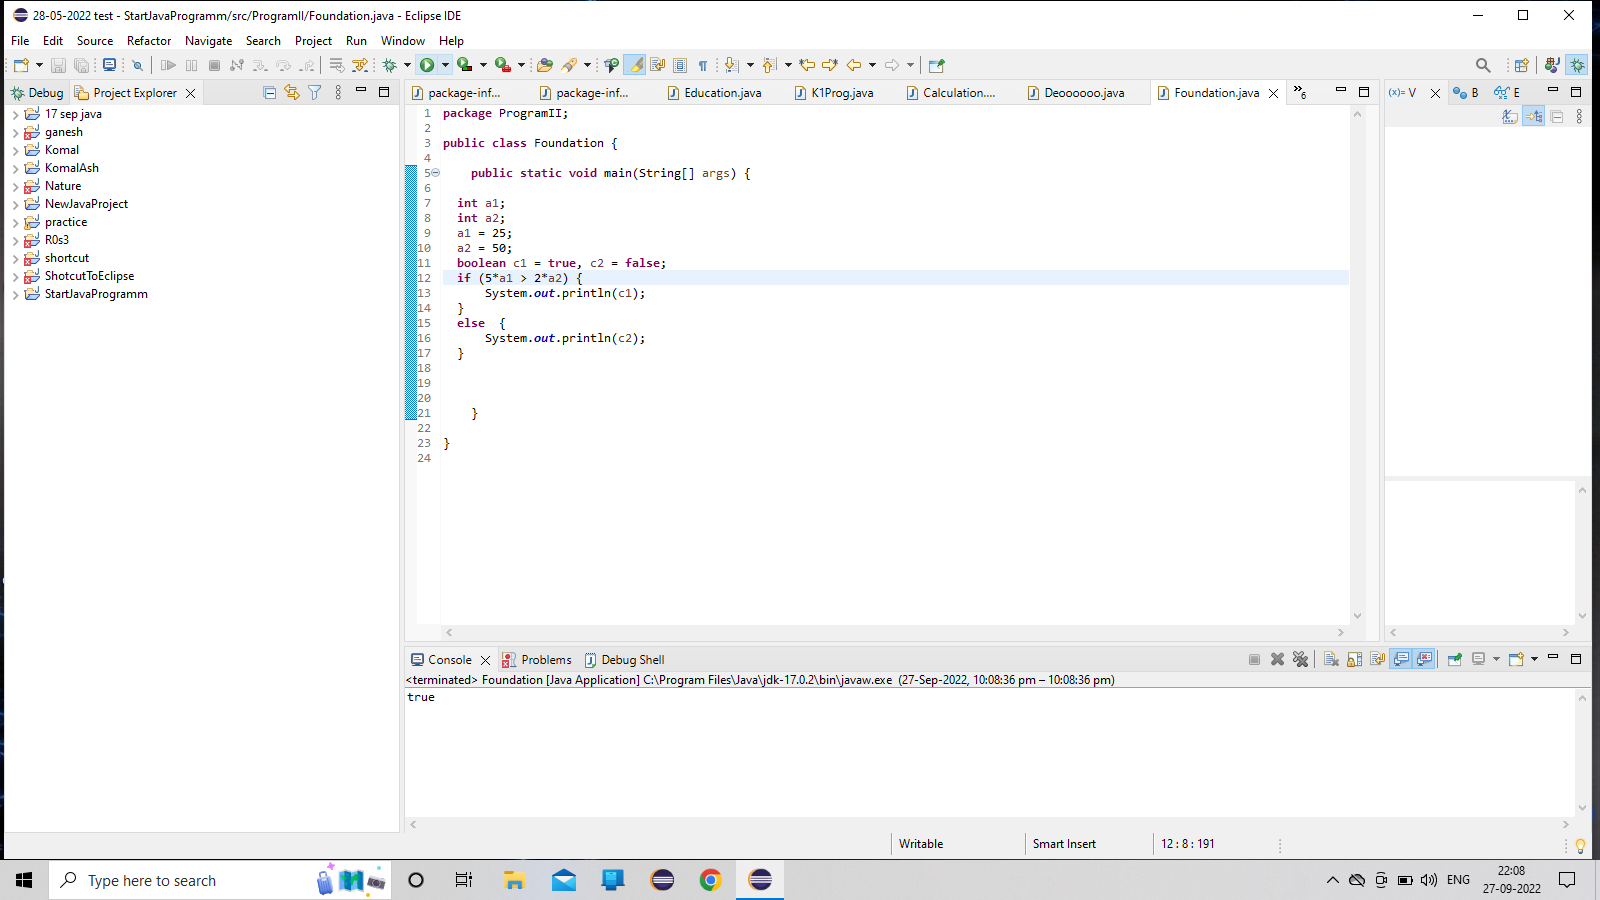 28-05-2022 test - StartJavaProgramm/src/ProgramII/Foundation.java - Eclipse IDE
File Edit Source Refactor Navigate Search Project Run Window Help
Debug Project Explorer
17 sep java
ganesh
Komal
KomalAsh
Nature
NewJavaProject
practice
R0s3
shortcut
ShotcutToEclipse
StartJavaProgramm
package-inf... package-inf... Education.java K1Prog.java Calculation.... Deoooooo.java Foundation.java »6
1 package ProgramII;
2
3 public class Foundation {
4
5 public static void main(String[] args) {
6
7 int a1;
8 int a2;
9 a1 = 25;
10 a2 = 50;
11 boolean c1 = true, c2 = false;
12 if (5*a1 > 2*a2) {
13 System.out.println(c1);
14 }
15 else {
16 System.out.println(c2);
17 }
18
19
20
21 }
22
23 }
24
(x)= V B E
Console Problems Debug Shell
<terminated> Foundation [Java Application] C:\Program Files\Java\jdk-17.0.2\bin\javaw.exe (27-Sep-2022, 10:08:36 pm – 10:08:36 pm)
true
Writable Smart Insert 12 : 8 : 191
Type here to search
ENG
22:08
27-09-2022